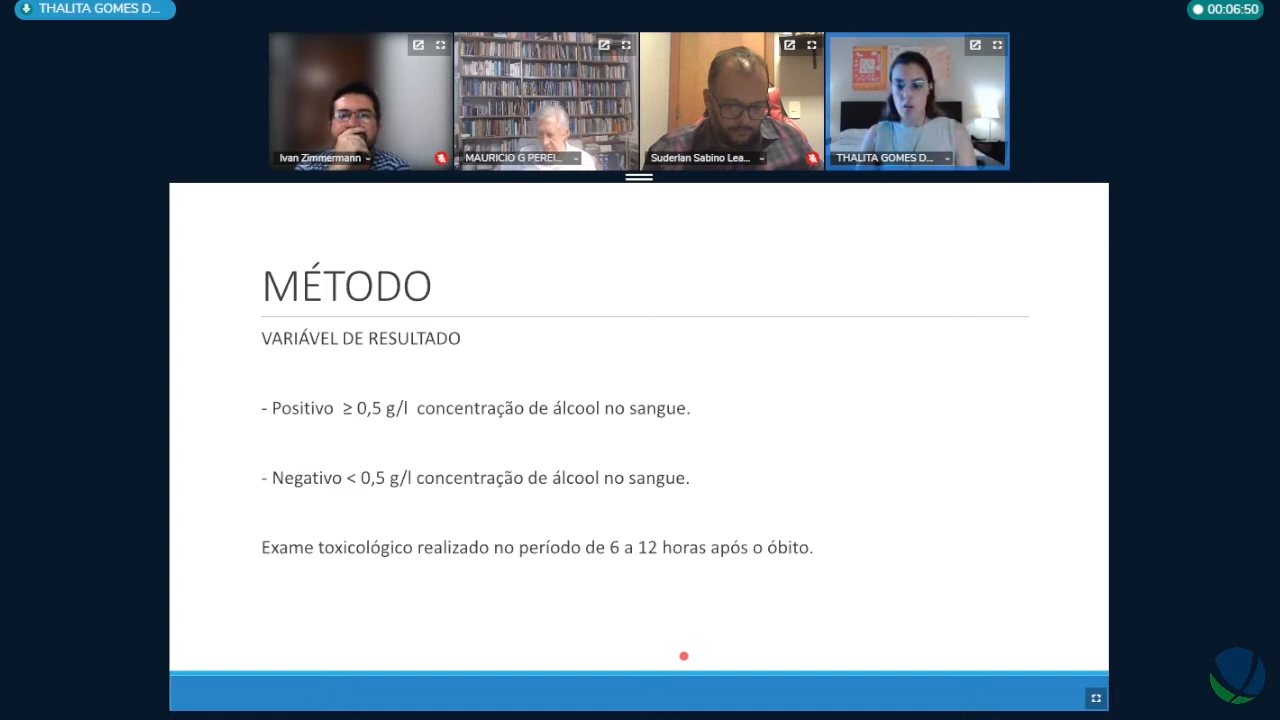 THALITA GOMES D...
00:06:50
Ivan Zimmermann
MAURICIO G PEREI...
Suderlan Sabino Lea...
THALITA GOMES D...
MÉTODO
VARIÁVEL DE RESULTADO
- Positivo ≥ 0,5 g/l concentração de álcool no sangue.
- Negativo < 0,5 g/l concentração de álcool no sangue.
Exame toxicológico realizado no período de 6 a 12 horas após o óbito.